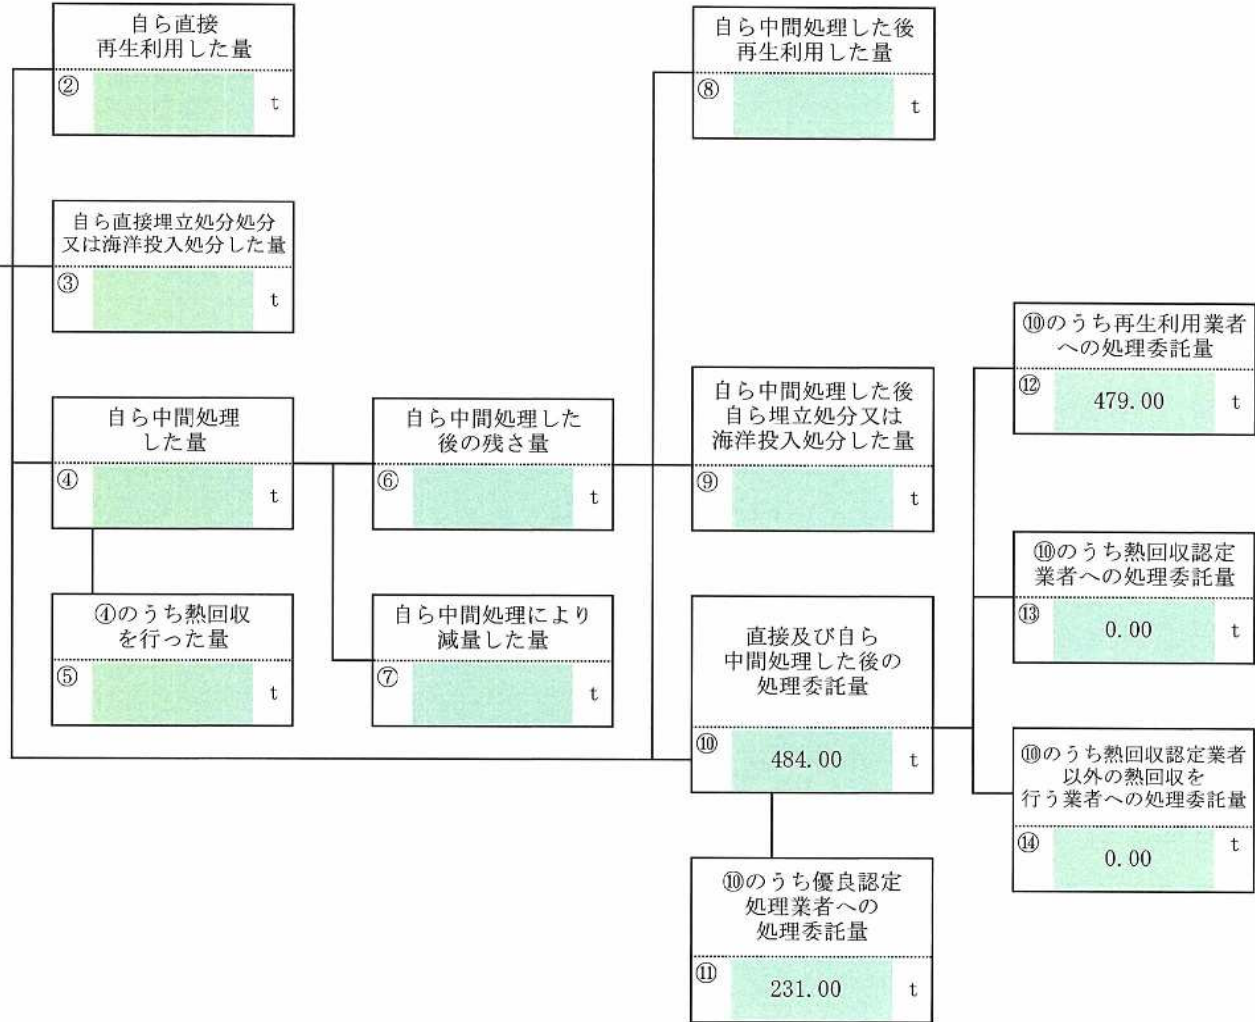 自ら直接
再生利用した量
②
t
自ら直接埋立処分処分
又は海洋投入処分した量
③
t
自ら中間処理
した量
④
t
④のうち熱回収
を行った量
⑤
t
自ら中間処理した
後の残さ量
⑥
t
自ら中間処理により
減量した量
⑦
t
自ら中間処理した後
再生利用した量
⑧
t
自ら中間処理した後
自ら埋立処分又は
海洋投入処分した量
⑨
t
直接及び自ら
中間処理した後の
処理委託量
⑩ 484.00 t
⑩のうち優良認定
処理業者への
処理委託量
⑪ 231.00 t
⑩のうち再生利用業者
への処理委託量
⑫ 479.00 t
⑩のうち熱回収認定
業者への処理委託量
⑬ 0.00 t
⑩のうち熱回収認定業者
以外の熱回収を
行う業者への処理委託量
⑭ 0.00 t